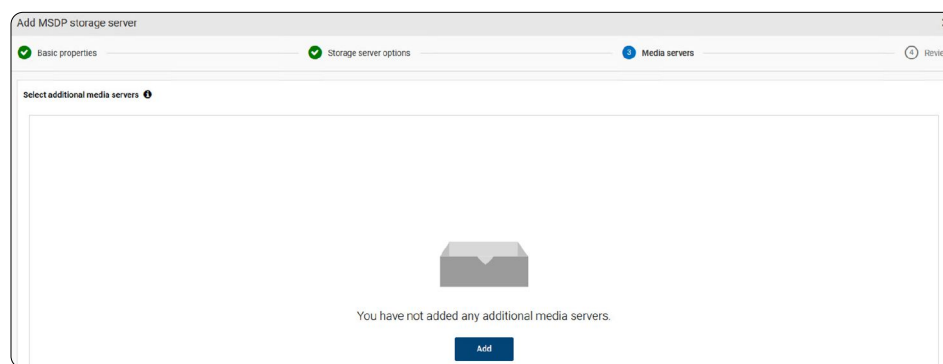 Add MSDP storage server
Basic properties
Storage server options
3 Media servers
4 Revie
Select additional media servers
You have not added any additional media servers.
Add